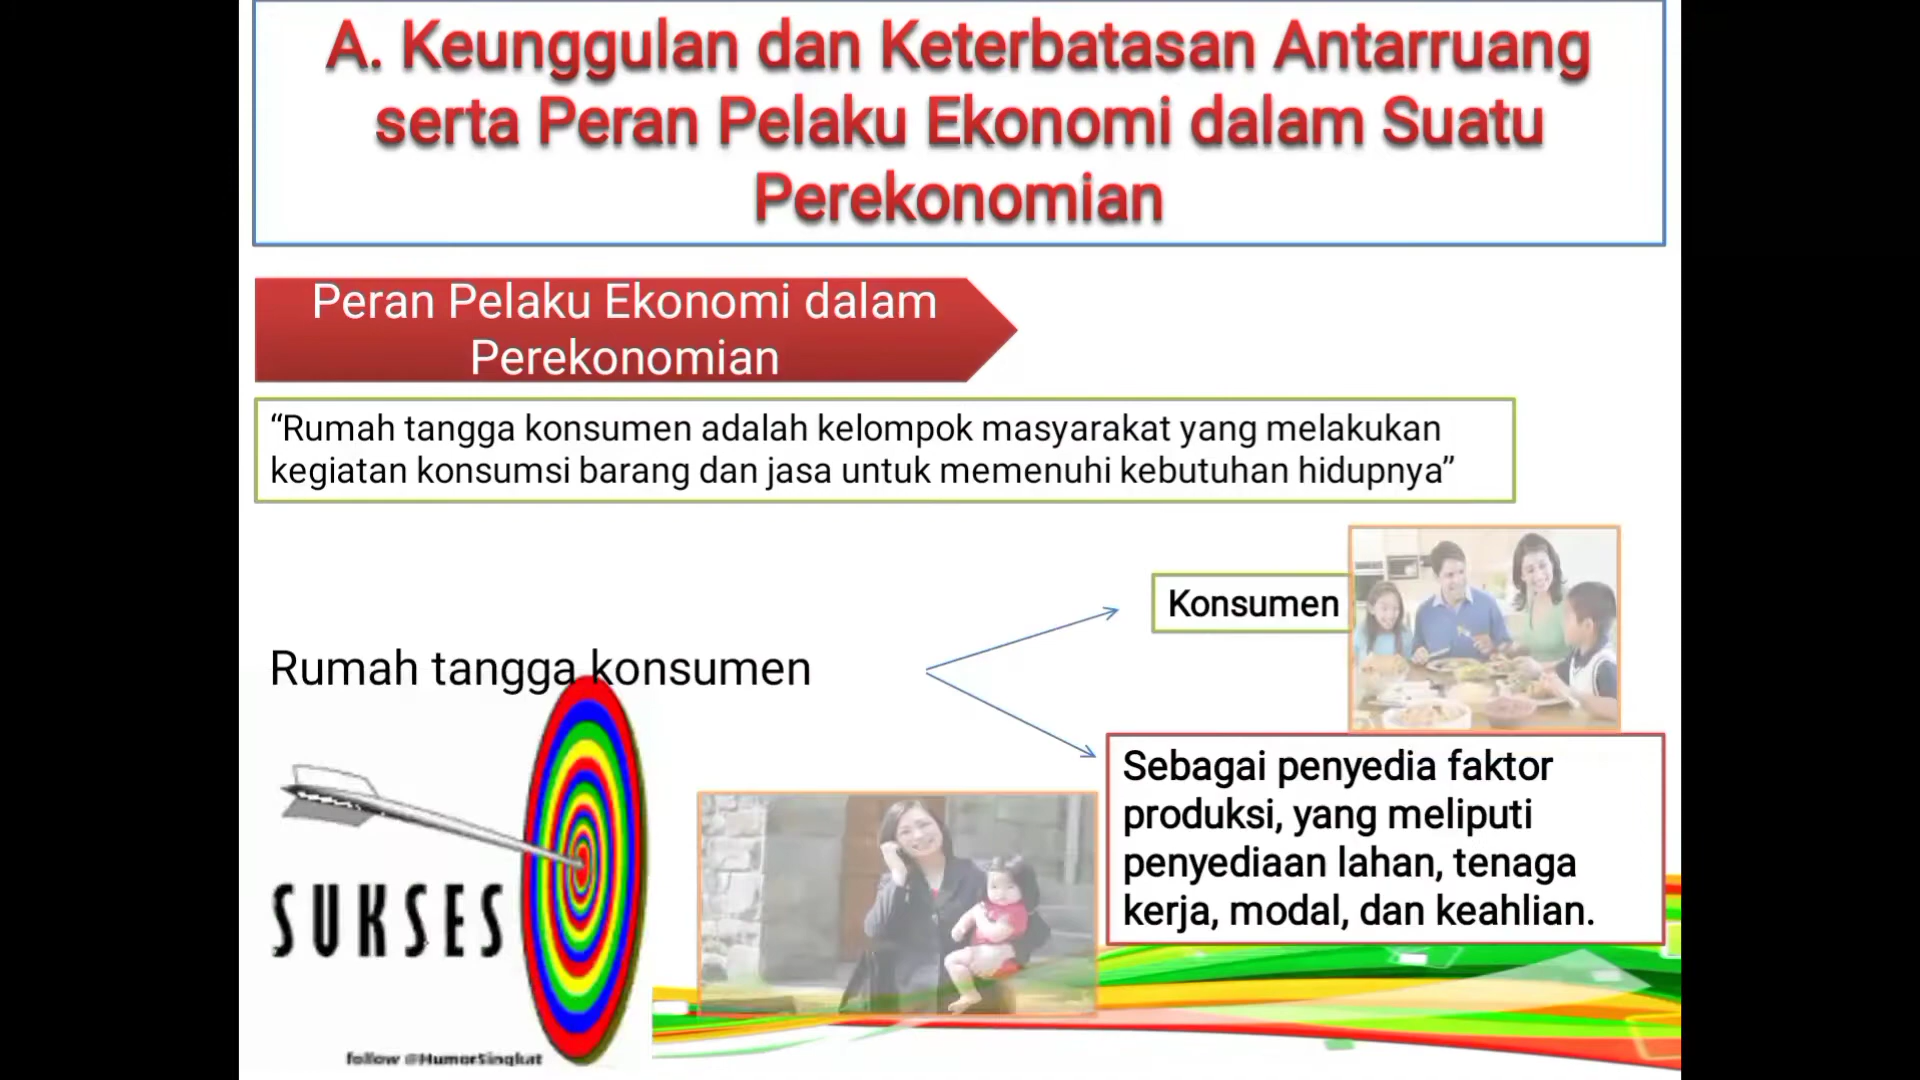 A. Keunggulan dan Keterbatasan Antarruang
serta Peran Pelaku Ekonomi dalam Suatu
Perekonomian
Peran Pelaku Ekonomi dalam
Perekonomian
“Rumah tangga konsumen adalah kelompok masyarakat yang melakukan
kegiatan konsumsi barang dan jasa untuk memenuhi kebutuhan hidupnya”
Konsumen
Rumah tangga konsumen
Sebagai penyedia faktor
produksi, yang meliputi
penyediaan lahan, tenaga
kerja, modal, dan keahlian.
SUKSES
follow @HumorSingkat